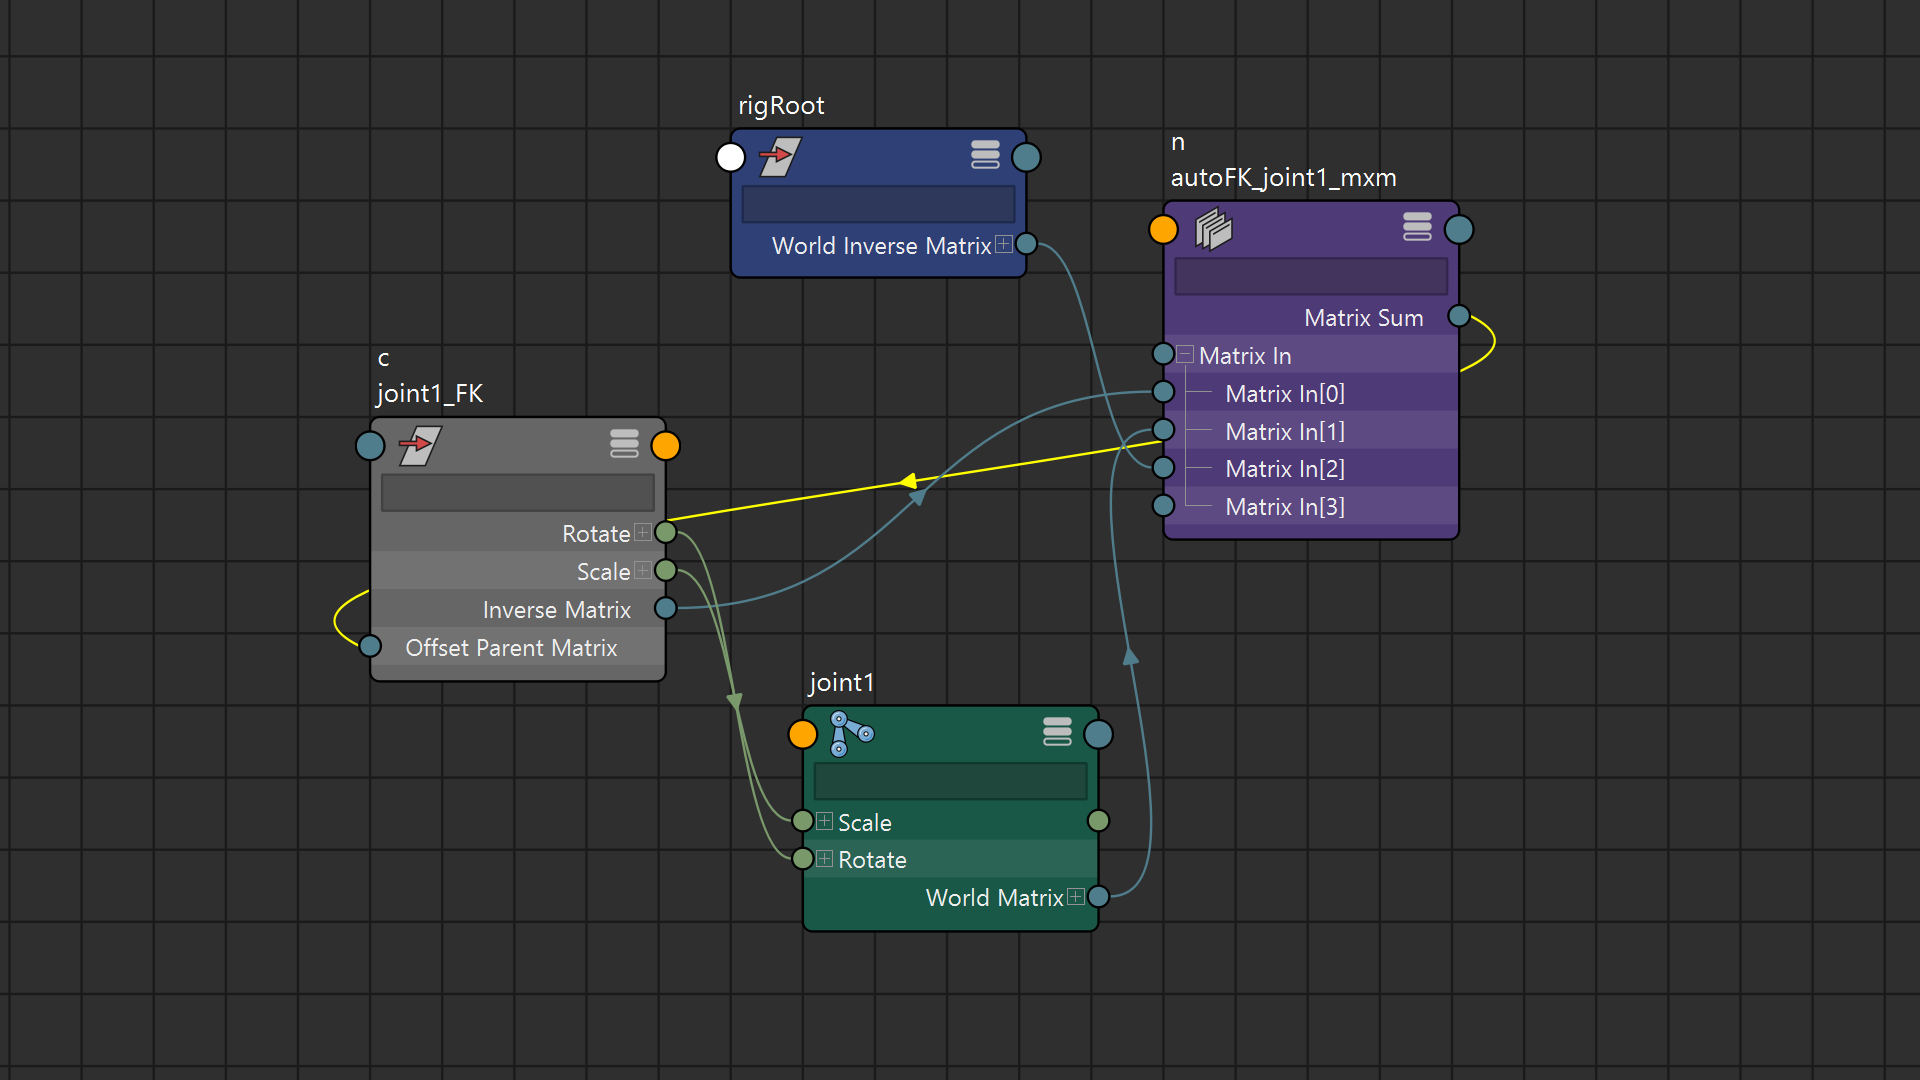 rigRoot
World Inverse Matrix
n
autoFK_joint1_mxm
Matrix Sum
Matrix In
Matrix In[0]
Matrix In[1]
Matrix In[2]
Matrix In[3]
c
joint1_FK
Rotate
Scale
Inverse Matrix
Offset Parent Matrix
joint1
Scale
Rotate
World Matrix